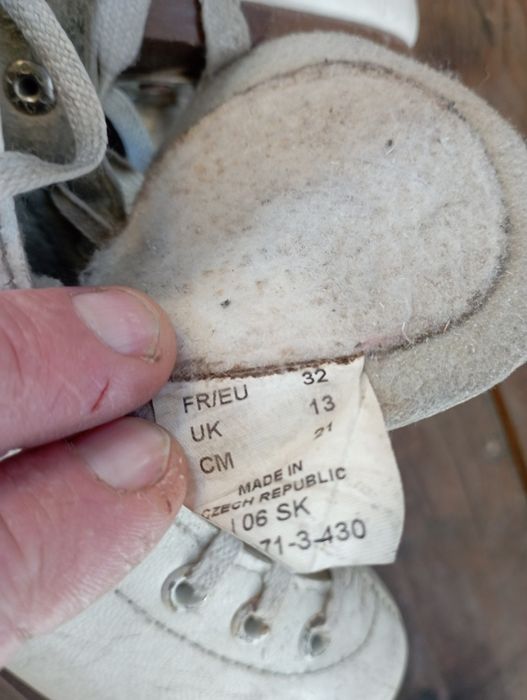 FR/EU 32
UK 13
CM 21
MADE IN
CZECH REPUBLIC
06 SK
71-3-430